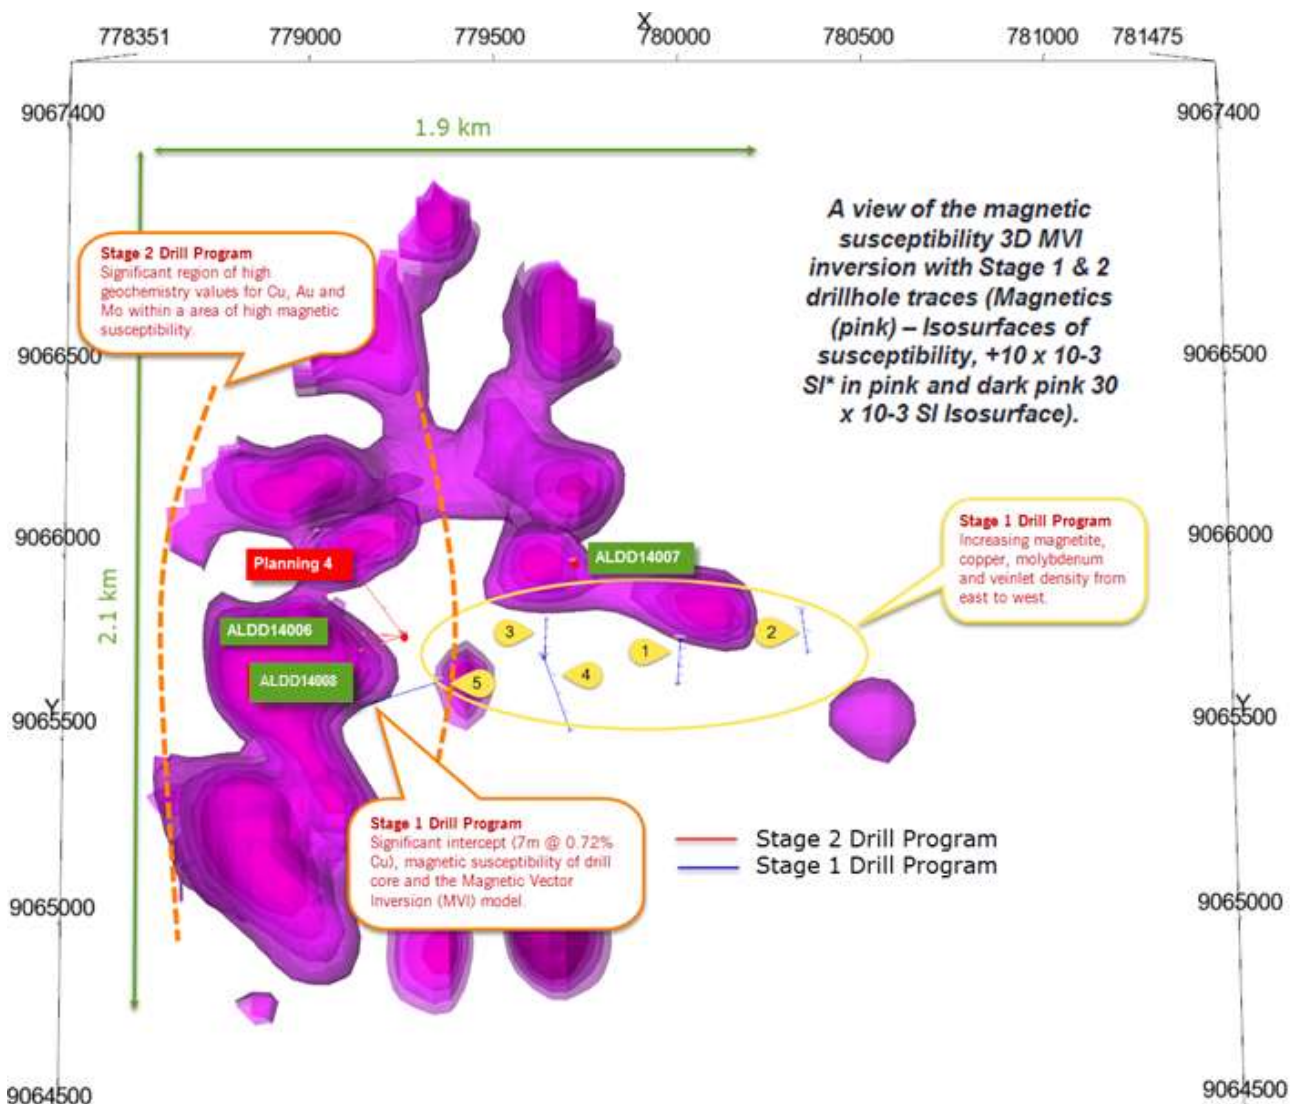 X
778351 779000 779500 780000 780500 781000 781475
9067400 9067400
1.9 km
A view of the magnetic
susceptibility 3D MVI
inversion with Stage 1 & 2
drillhole traces (Magnetics
(pink) – Isosurfaces of
susceptibility, +10 x 10-3
SI* in pink and dark pink 30
x 10-3 SI Isosurface).
Stage 2 Drill Program
Significant region of high
geochemistry values for Cu, Au and
Mo within a area of high magnetic
susceptibility.
9066500 9066500
Stage 1 Drill Program
Increasing magnetite,
copper, molybdenum
and veinlet density from
east to west.
9066000 9066000
Planning 4
ALDD14007
2.1 km
ALDD14006
3
1
2
ALDD14008
5
4
Y Y
9065500 9065500
Stage 1 Drill Program
Significant intercept (7m @ 0.72%
Cu), magnetic susceptibility of drill
core and the Magnetic Vector
Inversion (MVI) model.
Stage 2 Drill Program
Stage 1 Drill Program
9065000 9065000
9064500 9064500